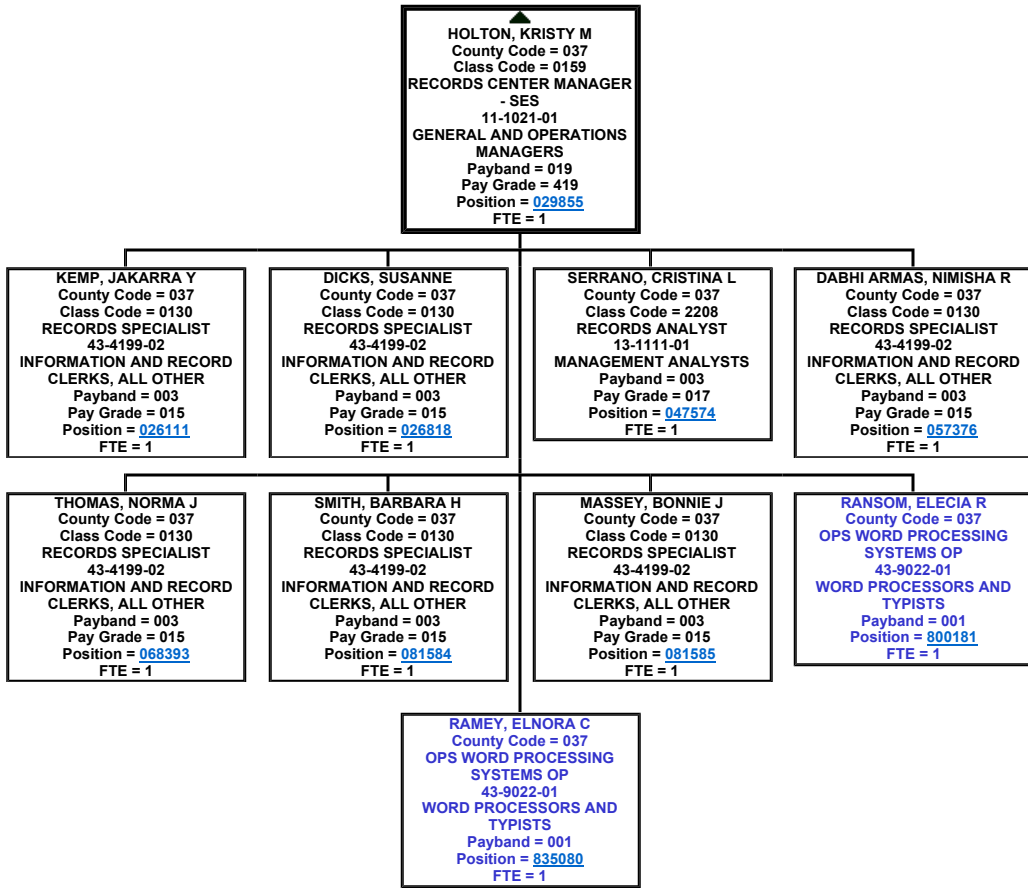 HOLTON, KRISTY M
County Code = 037
Class Code = 0159
RECORDS CENTER MANAGER
- SES
11-1021-01
GENERAL AND OPERATIONS
MANAGERS
Payband = 019
Pay Grade = 419
Position = 029855
FTE = 1
KEMP, JAKARRA Y
County Code = 037
Class Code = 0130
RECORDS SPECIALIST
43-4199-02
INFORMATION AND RECORD
CLERKS, ALL OTHER
Payband = 003
Pay Grade = 015
Position = 026111
FTE = 1
DICKS, SUSANNE
County Code = 037
Class Code = 0130
RECORDS SPECIALIST
43-4199-02
INFORMATION AND RECORD
CLERKS, ALL OTHER
Payband = 003
Pay Grade = 015
Position = 026818
FTE = 1
SERRANO, CRISTINA L
County Code = 037
Class Code = 2208
RECORDS ANALYST
13-1111-01
MANAGEMENT ANALYSTS
Payband = 003
Pay Grade = 017
Position = 047574
FTE = 1
DABHI ARMAS, NIMISHA R
County Code = 037
Class Code = 0130
RECORDS SPECIALIST
43-4199-02
INFORMATION AND RECORD
CLERKS, ALL OTHER
Payband = 003
Pay Grade = 015
Position = 057376
FTE = 1
THOMAS, NORMA J
County Code = 037
Class Code = 0130
RECORDS SPECIALIST
43-4199-02
INFORMATION AND RECORD
CLERKS, ALL OTHER
Payband = 003
Pay Grade = 015
Position = 068393
FTE = 1
SMITH, BARBARA H
County Code = 037
Class Code = 0130
RECORDS SPECIALIST
43-4199-02
INFORMATION AND RECORD
CLERKS, ALL OTHER
Payband = 003
Pay Grade = 015
Position = 081584
FTE = 1
MASSEY, BONNIE J
County Code = 037
Class Code = 0130
RECORDS SPECIALIST
43-4199-02
INFORMATION AND RECORD
CLERKS, ALL OTHER
Payband = 003
Pay Grade = 015
Position = 081585
FTE = 1
RANSOM, ELECIA R
County Code = 037
OPS WORD PROCESSING
SYSTEMS OP
43-9022-01
WORD PROCESSORS AND
TYPISTS
Payband = 001
Position = 800181
FTE = 1
RAMEY, ELNORA C
County Code = 037
OPS WORD PROCESSING
SYSTEMS OP
43-9022-01
WORD PROCESSORS AND
TYPISTS
Payband = 001
Position = 835080
FTE = 1